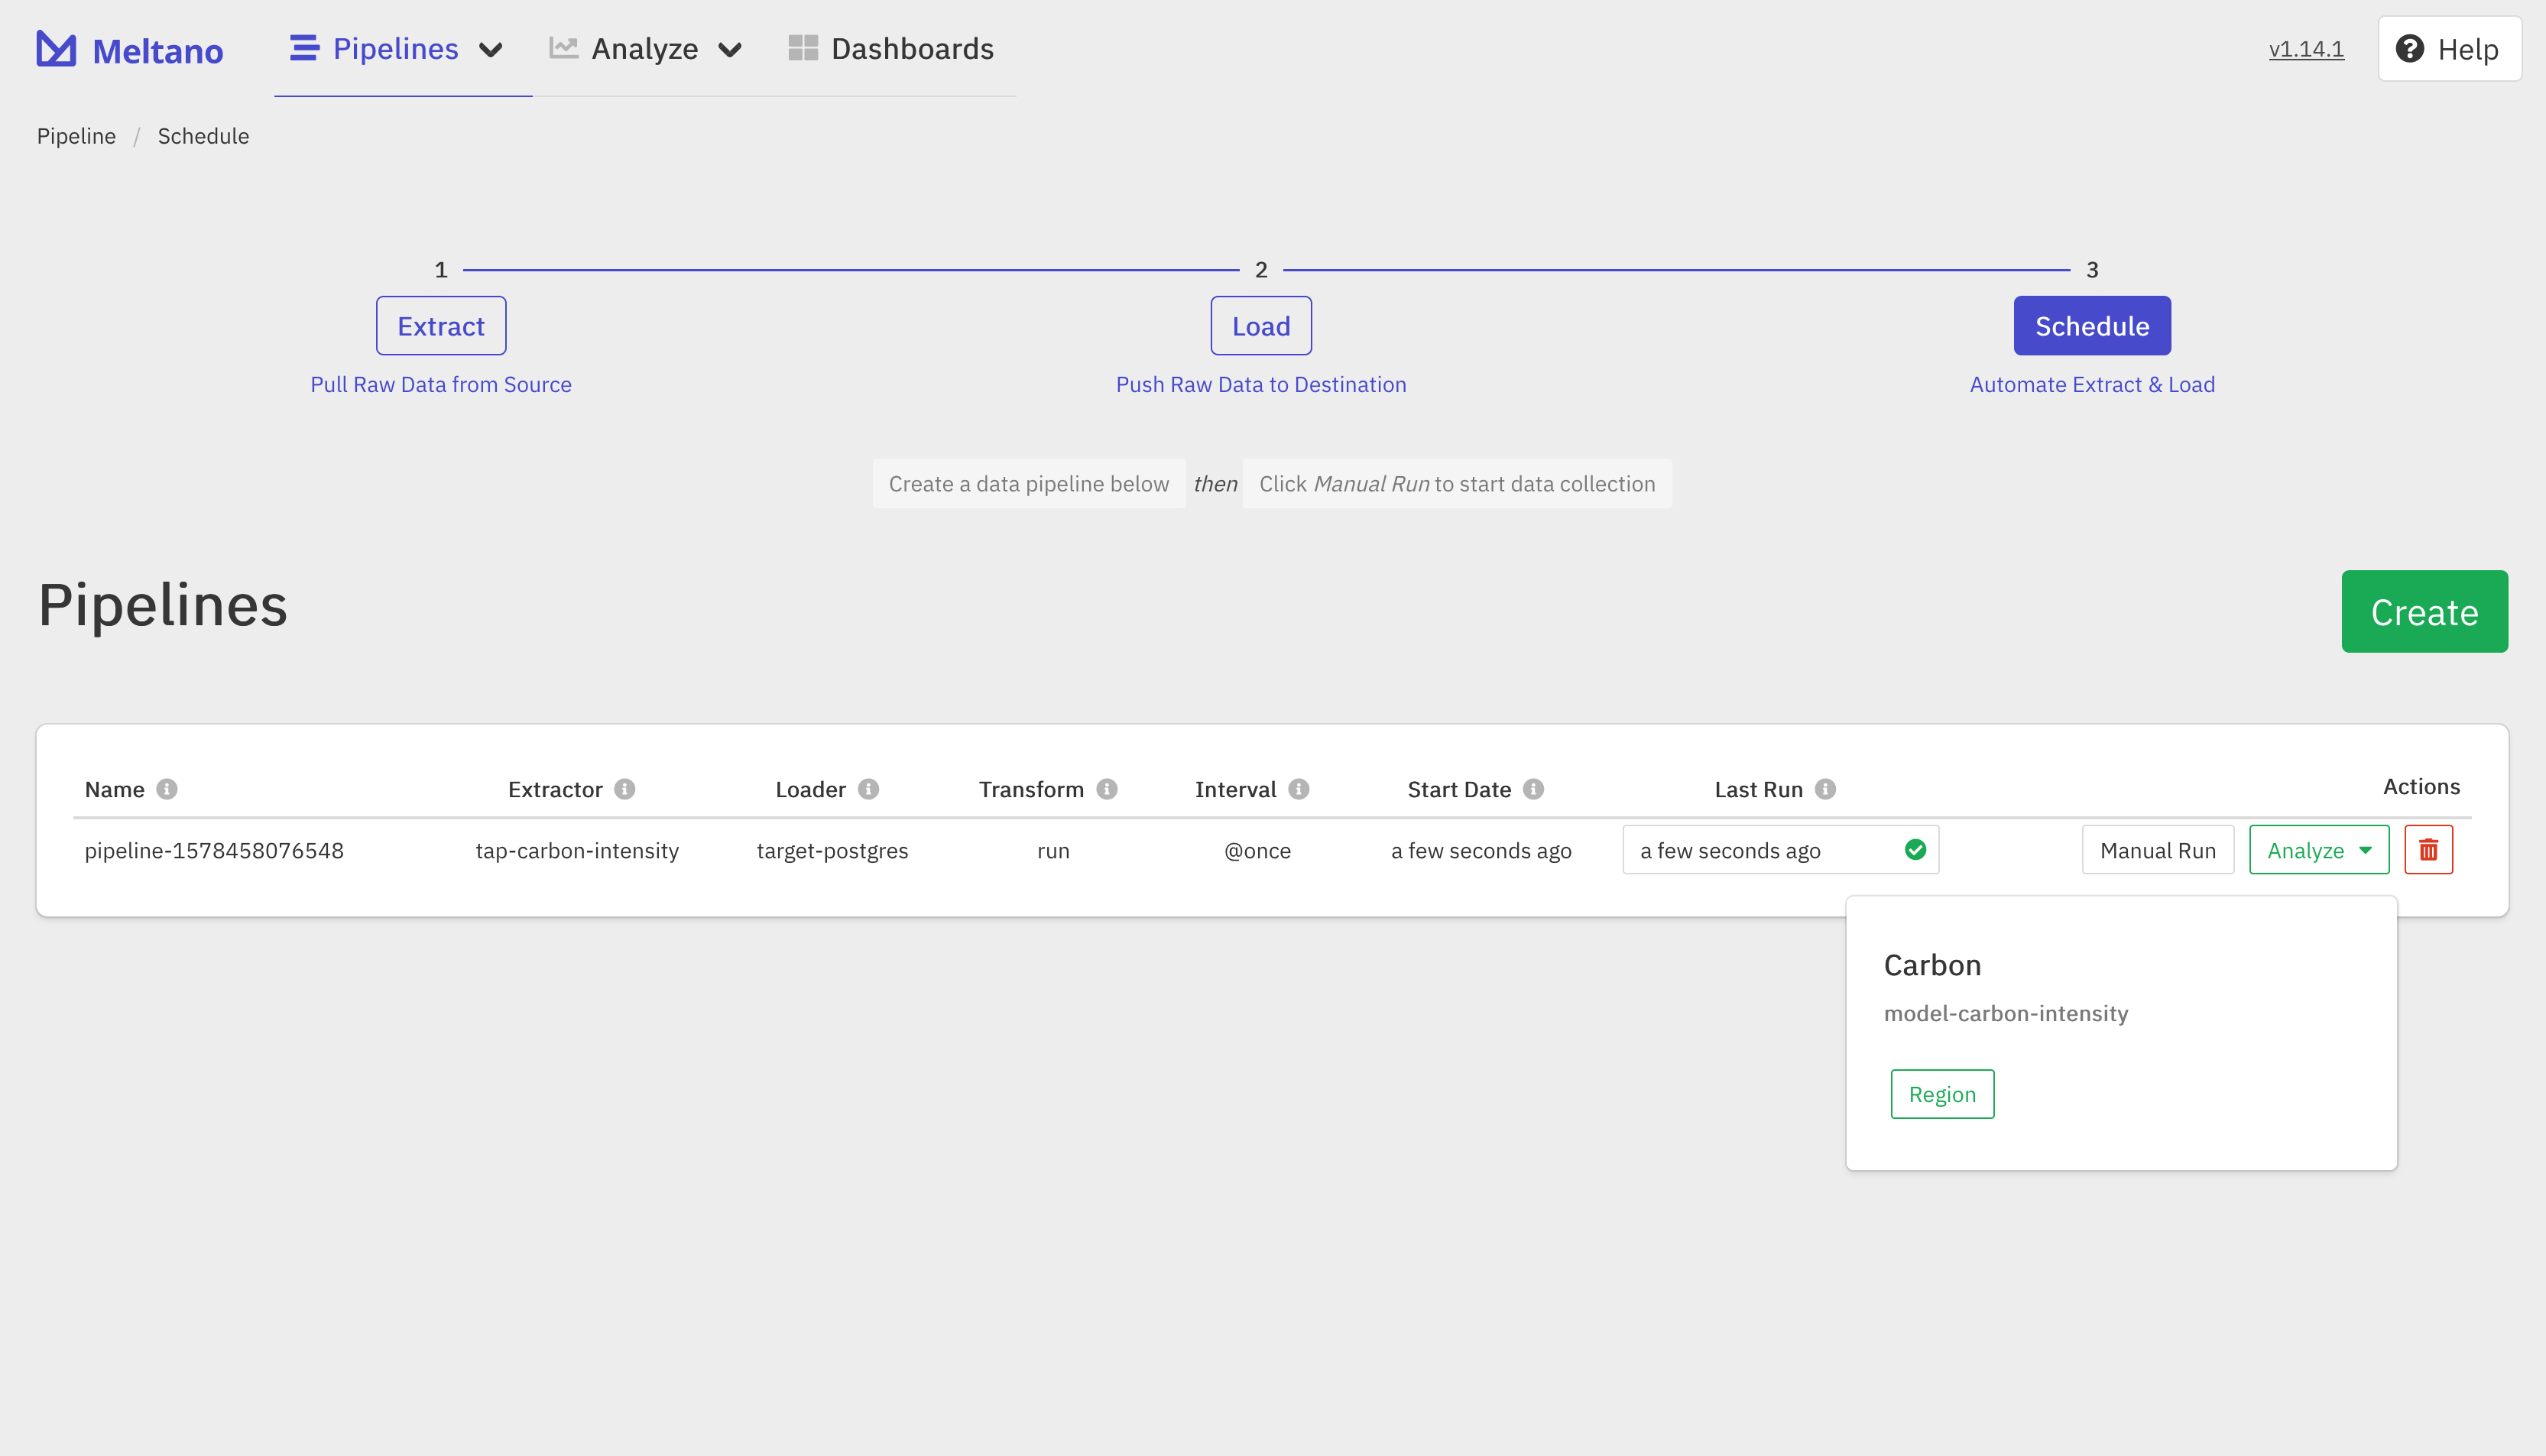 Meltano
Pipelines
Analyze
Dashboards
v1.14.1
Help
Pipeline / Schedule
1
2
3
Extract
Load
Schedule
Pull Raw Data from Source
Push Raw Data to Destination
Automate Extract & Load
Create a data pipeline below then Click Manual Run to start data collection
Pipelines
Create
Name Extractor Loader Transform Interval Start Date Last Run Actions
pipeline-1578458076548 tap-carbon-intensity target-postgres run @once a few seconds ago a few seconds ago Manual Run Analyze
Carbon
model-carbon-intensity
Region